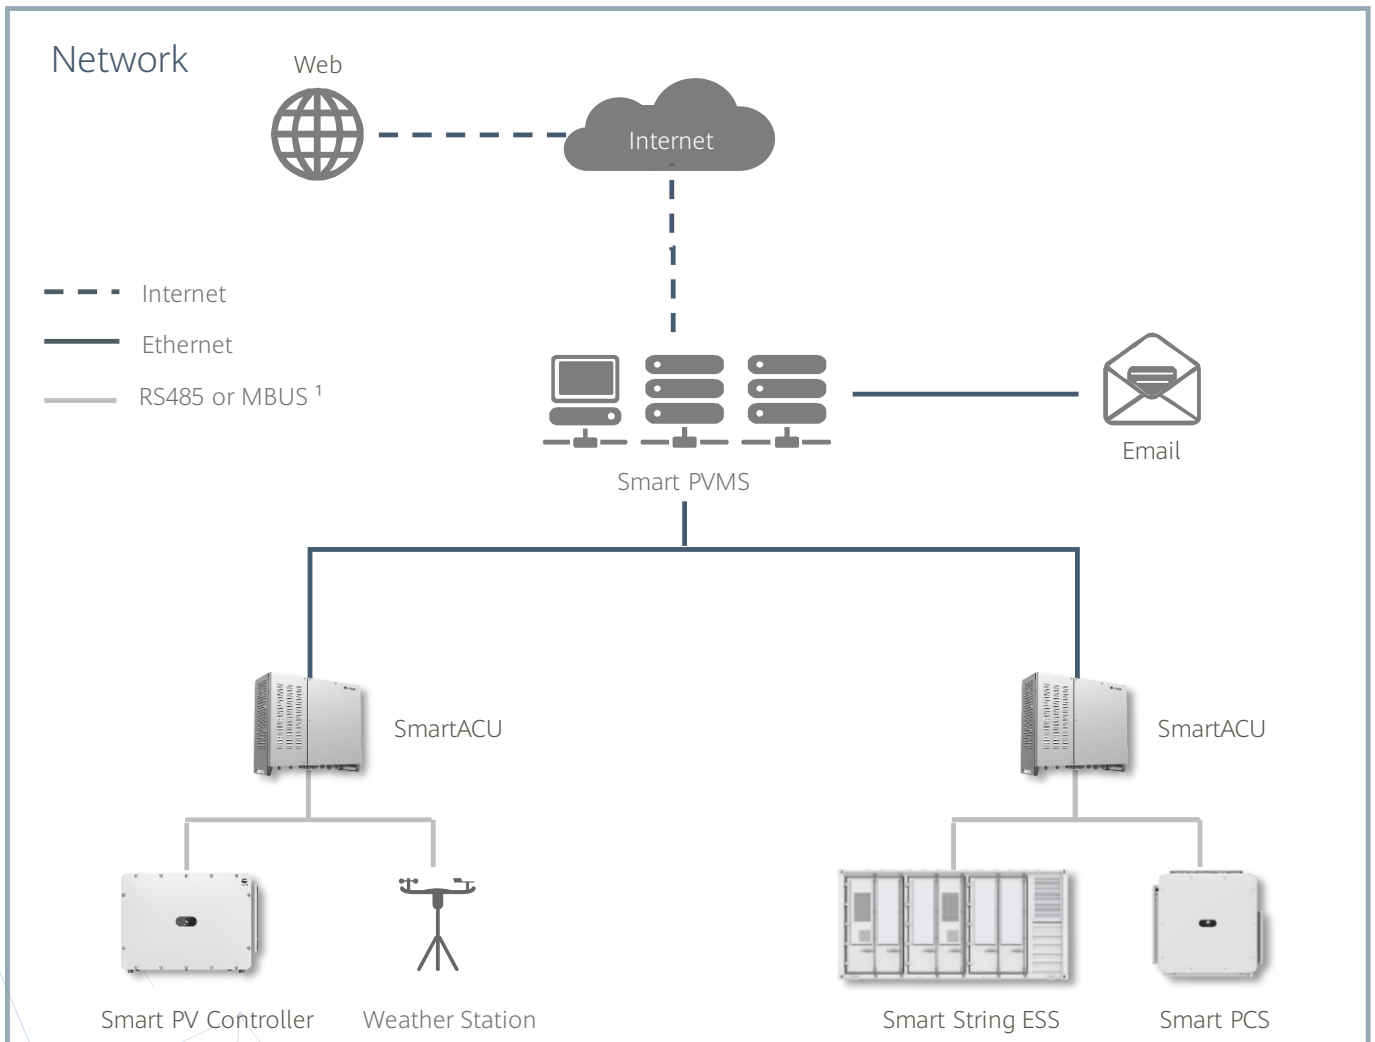 Network
Web
Internet
Internet
Ethernet
RS485 or MBUS ¹
Email
Smart PVMS
SmartACU
SmartACU
Smart PV Controller
Weather Station
Smart String ESS
Smart PCS